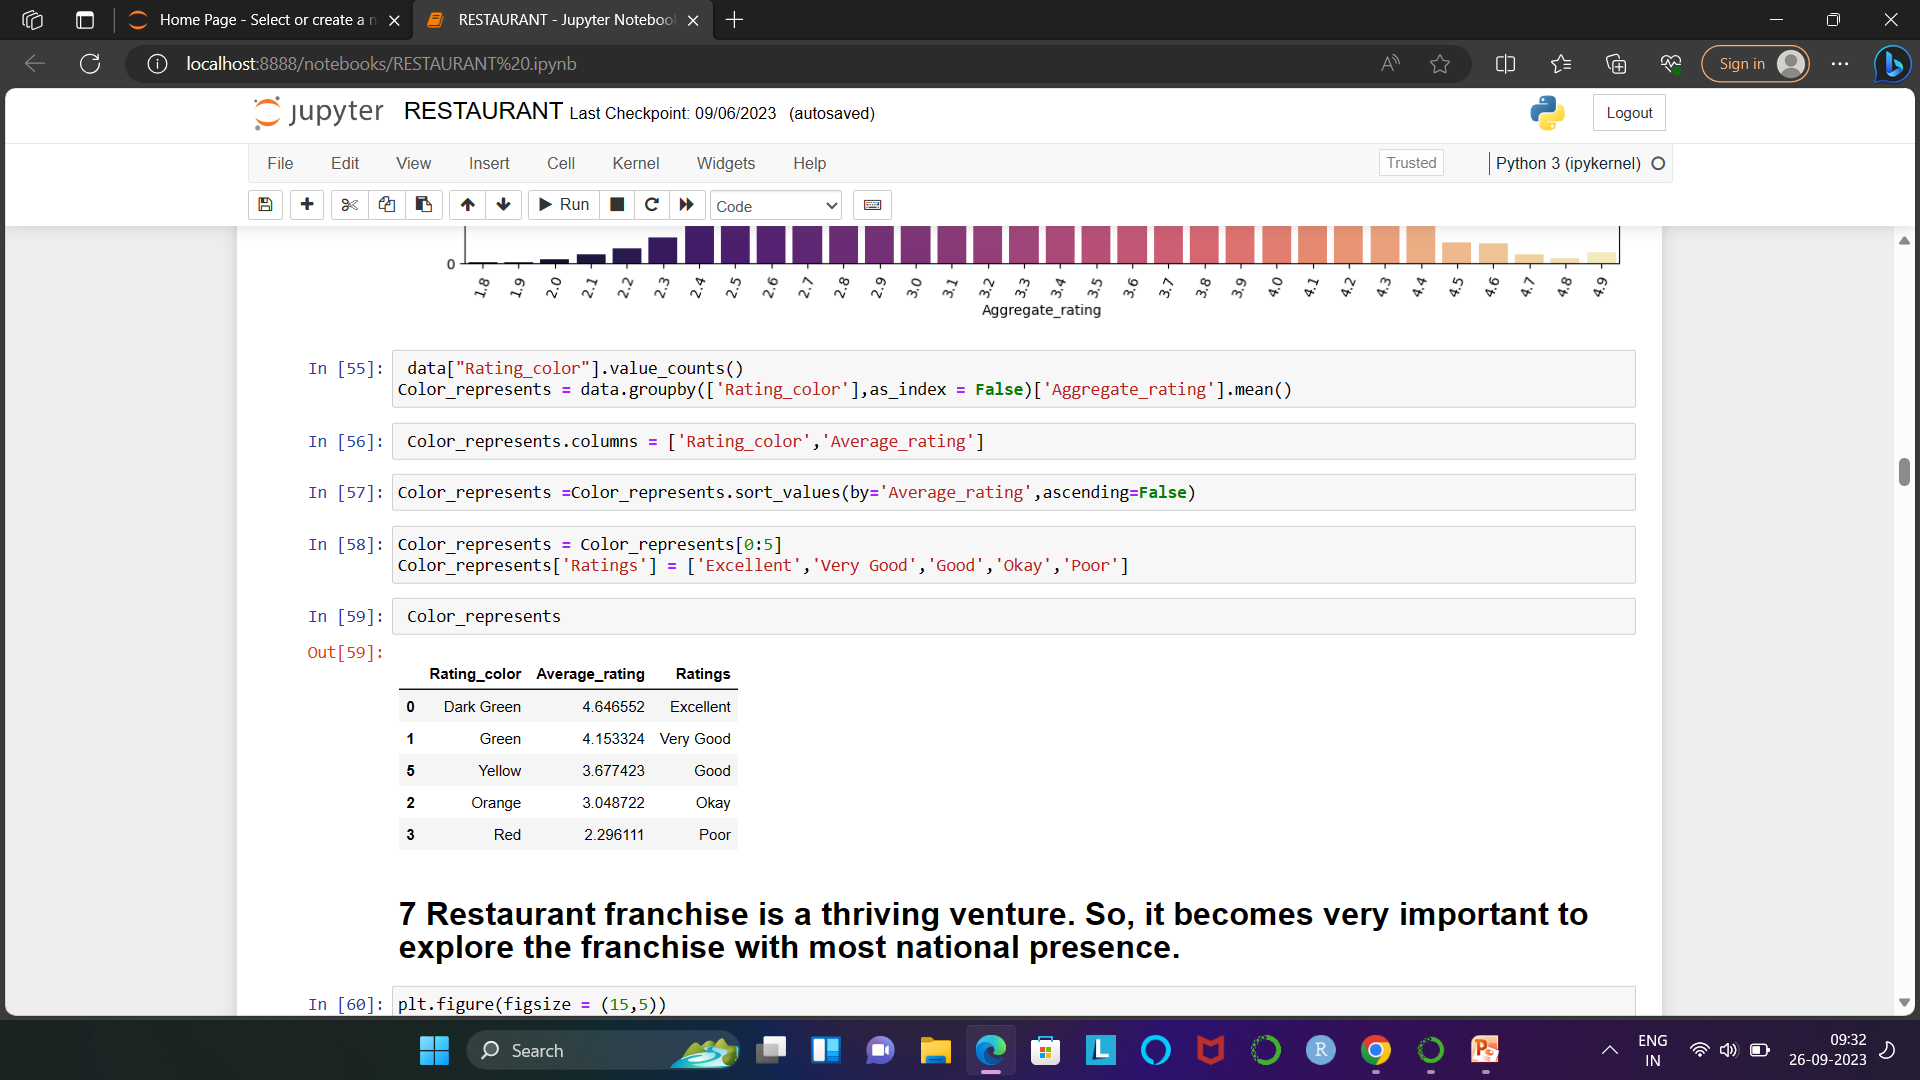 Home Page - Select or create a n
RESTAURANT - Jupyter Notebook
localhost:8888/notebooks/RESTAURANT%20.ipynb
Sign in
jupyter RESTAURANT Last Checkpoint: 09/06/2023 (autosaved)
Logout
File Edit View Insert Cell Kernel Widgets Help
Trusted
Python 3 (ipykernel)
Run
Code
0
1.8 1.9 2.0 2.1 2.2 2.3 2.4 2.5 2.6 2.7 2.8 2.9 3.0 3.1 3.2 3.3 3.4 3.5 3.6 3.7 3.8 3.9 4.0 4.1 4.2 4.3 4.4 4.5 4.6 4.7 4.8 4.9
Aggregate_rating
In [55]: data["Rating_color"].value_counts()
Color_represents = data.groupby(['Rating_color'],as_index = False)['Aggregate_rating'].mean()
In [56]: Color_represents.columns = ['Rating_color','Average_rating']
In [57]: Color_represents =Color_represents.sort_values(by='Average_rating',ascending=False)
In [58]: Color_represents = Color_represents[0:5]
Color_represents['Ratings'] = ['Excellent','Very Good','Good','Okay','Poor']
In [59]: Color_represents
Out[59]:
Rating_color Average_rating Ratings
0 Dark Green 4.646552 Excellent
1 Green 4.153324 Very Good
5 Yellow 3.677423 Good
2 Orange 3.048722 Okay
3 Red 2.296111 Poor
7 Restaurant franchise is a thriving venture. So, it becomes very important to
explore the franchise with most national presence.
In [60]: plt.figure(figsize = (15,5))
Search
ENG
IN
09:32
26-09-2023